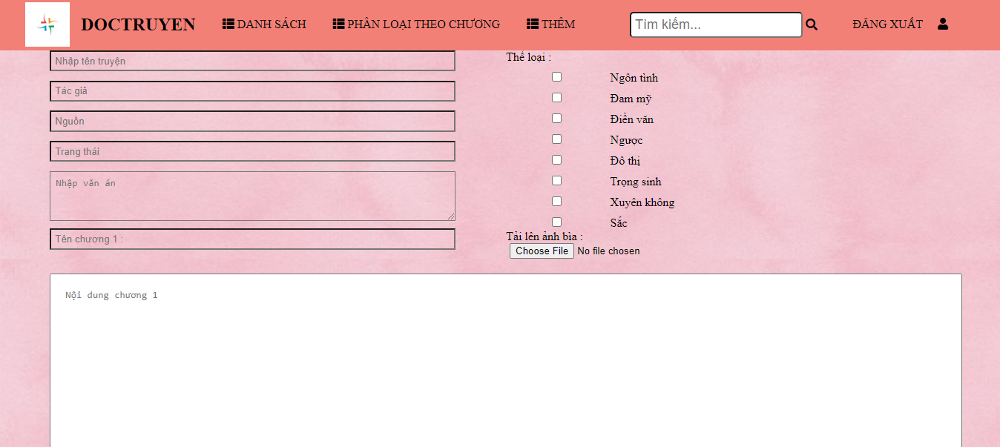 DOCTRUYEN DANH SÁCH PHÂN LOẠI THEO CHƯƠNG THÊM Tìm kiếm... ĐĂNG XUẤT
Nhập tên truyện
Tác giả
Nguồn
Trạng thái
Nhập văn án
Tên chương 1 :
Thể loại :
Ngôn tình
Đam mỹ
Điền văn
Ngược
Đô thị
Trọng sinh
Xuyên không
Sắc
Tải lên ảnh bìa :
Choose File No file chosen
Nội dung chương 1